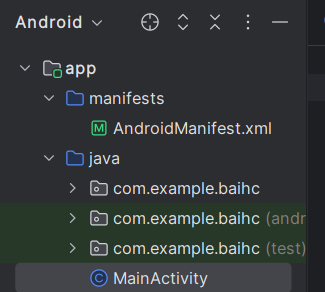 Android
app
manifests
AndroidManifest.xml
java
com.example.baihc
com.example.baihc (andr
com.example.baihc (test)
MainActivity